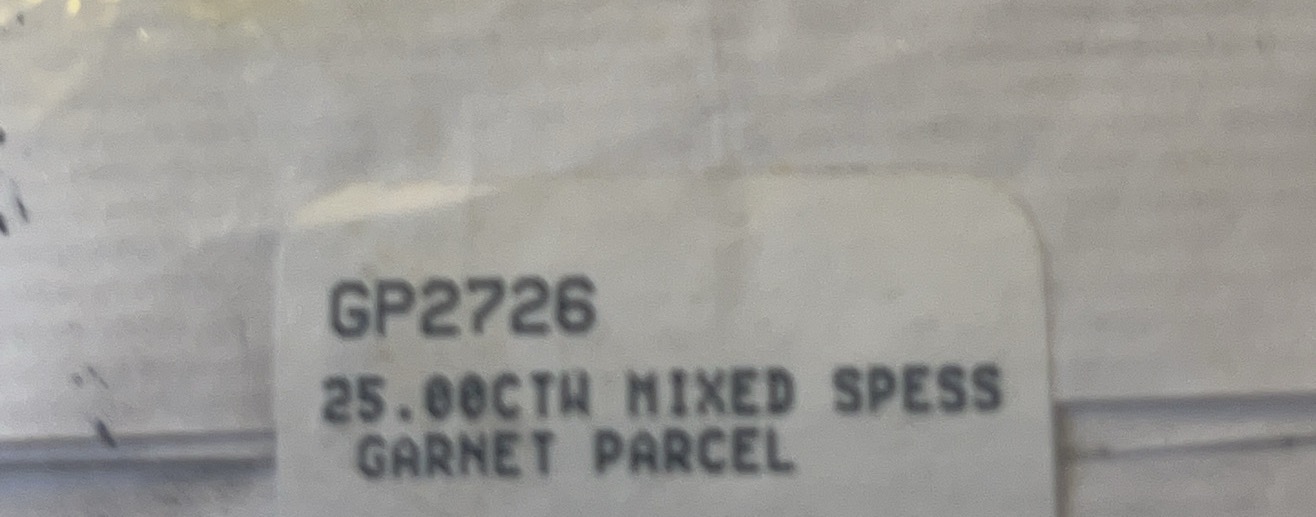 GP2726
25.00CTW MIXED SPESS
GARNET PARCEL